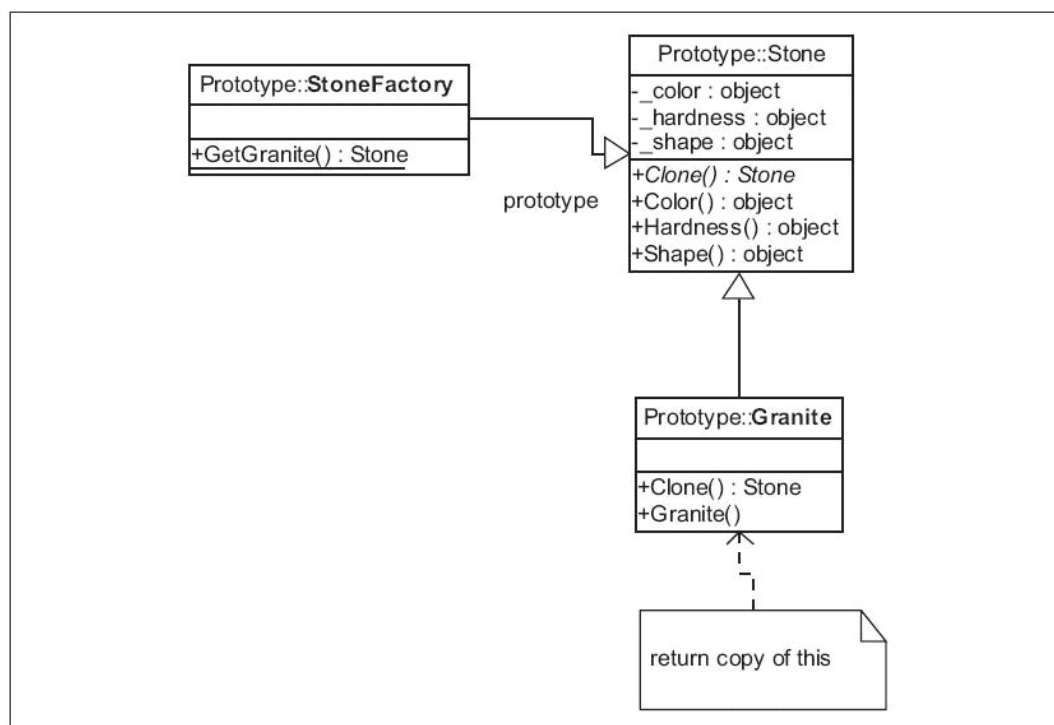 Prototype::StoneFactory
+GetGranite() : Stone
Prototype::Stone
-_color : object
-_hardness : object
-_shape : object
+Clone() : Stone
+Color() : object
+Hardness() : object
+Shape() : object
prototype
Prototype::Granite
+Clone() : Stone
+Granite()
return copy of this